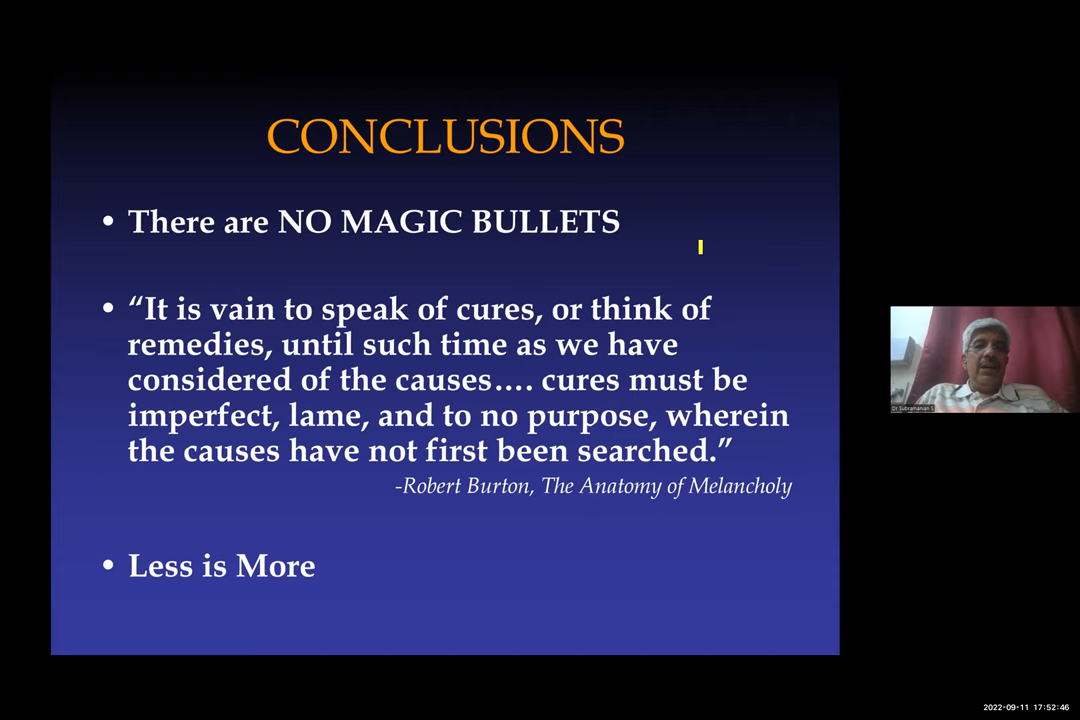 CONCLUSIONS
• There are NO MAGIC BULLETS
• “It is vain to speak of cures, or think of
remedies, until such time as we have
considered of the causes…. cures must be
imperfect, lame, and to no purpose, wherein
the causes have not first been searched.”
-Robert Burton, The Anatomy of Melancholy
• Less is More
Dr Subramanian S
2022-09-11 17:52:46